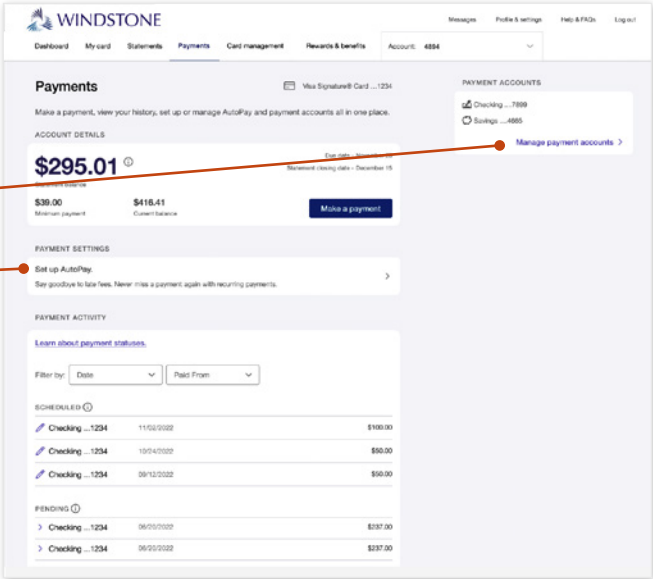 WINDSTONE
Messages Profile & settings Help & FAQs Log out
Dashboard My card Statements Payments Card management Rewards & benefits Account: 4864
Payments
Visa Signature® Card ...1234
Make a payment, view your history, set up or manage AutoPay and payment accounts all in one place.
PAYMENT ACCOUNTS
Checking ...7899
Savings ...4665
Manage payment accounts
ACCOUNT DETAILS
$295.01
Due date - November
Statement closing date - December 15
Statement balance
$39.00 $416.41
Minimum payment Current balance
Make a payment
PAYMENT SETTINGS
Set up AutoPay.
Say goodbye to late fees. Never miss a payment again with recurring payments.
PAYMENT ACTIVITY
Learn about payment statuses.
Filter by: Date Paid From
SCHEDULED
Checking ...1234 11/02/2022 $100.00
Checking ...1234 10/24/2022 $50.00
Checking ...1234 09/12/2022 $50.00
PENDING
Checking ...1234 06/20/2022 $237.00
Checking ...1234 06/20/2022 $237.00